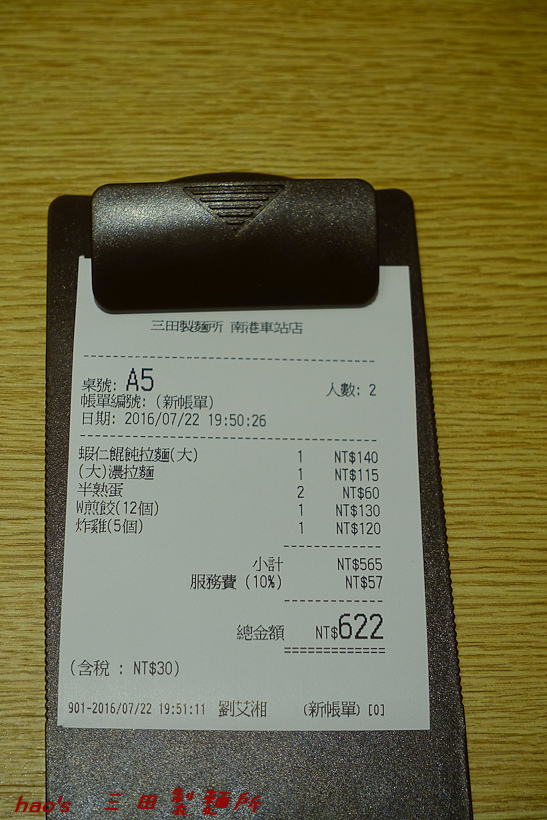 三田製麵所 南港車站店
桌號: A5 人數: 2
帳單編號: (新帳單)
日期: 2016/07/22 19:50:26
蝦仁餛飩拉麵(大) 1 NT$140
(大)濃拉麵 1 NT$115
半熟蛋 2 NT$60
W煎餃(12個) 1 NT$130
炸雞(5個) 1 NT$120
小計 NT$565
服務費 (10%) NT$57
總金額 NT$622
(含稅 : NT$30)
901-2016/07/22 19:51:11 劉艾湘 (新帳單) [0]
hao's 三田製麵所